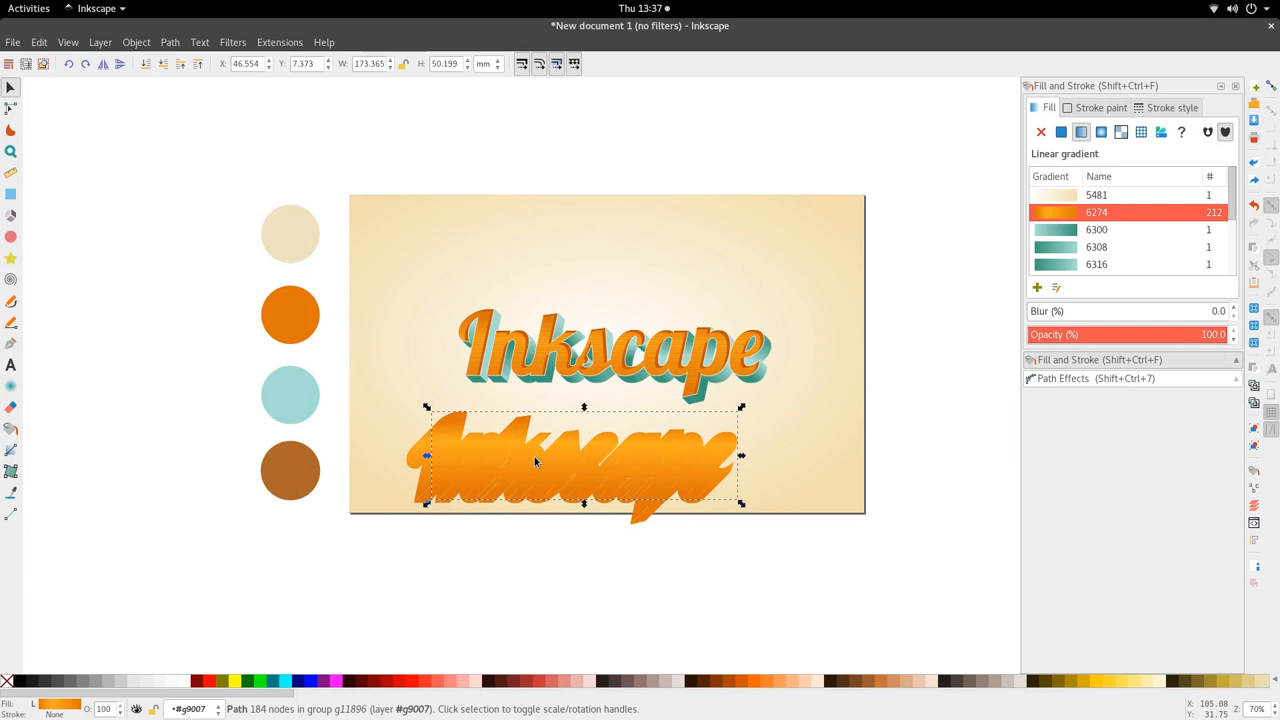 Activities Inkscape Thu 13:37
*New document 1 (no filters) - Inkscape
File Edit View Layer Object Path Text Filters Extensions Help
X: 46.554 Y: 7.373 W: 173.365 H: 50.199 mm
Fill and Stroke (Shift+Ctrl+F)
Fill Stroke paint Stroke style
Linear gradient
Gradient Name #
5481 1
6274 212
6300 1
6308 1
6316 1
Blur (%) 0.0
Opacity (%) 100.0
Fill and Stroke (Shift+Ctrl+F)
Path Effects (Shift+Ctrl+7)
Inkscape
Inkscape
Fill: L
Stroke: None
O: 100
•#g9007
Path 184 nodes in group g11896 (layer #g9007). Click selection to toggle scale/rotation handles.
X: 105.08
Y: 31.75
Z: 70%